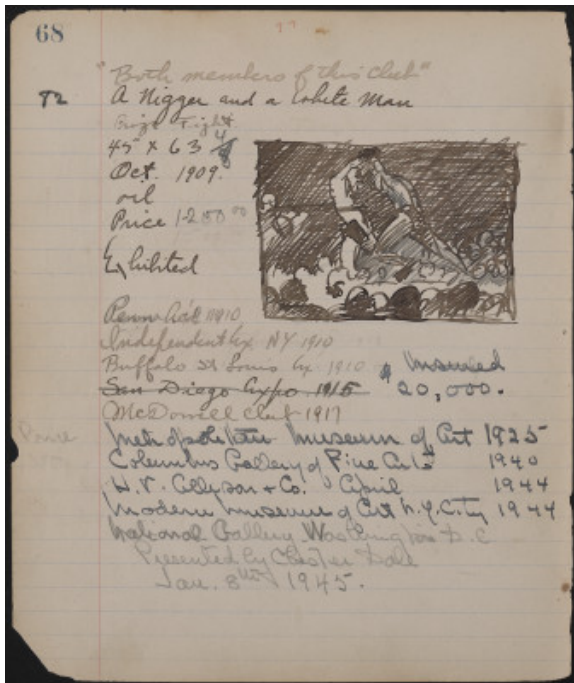 68
"Both members of this Club"
82 A Nigger and a White Man
Prize Fight
45 x 63 1/8
Oct. 1909.
oil
Price 1200 00
Exhibited
Penn Acad 1910
Independent Ex NY 1910
Buffalo St Louis Ex 1910
San Diego Expo 1915
Insured
$ 20,000.
McDowell Club 1917
Price
Metropolitan Museum of Art 1925
Columbus Gallery of Fine Arts 1940
& Co. April 1944
Modern Museum of Art N.Y. City 1944
National Gallery Washington D.C
Presented by Chester Dale
Jan. 1945.